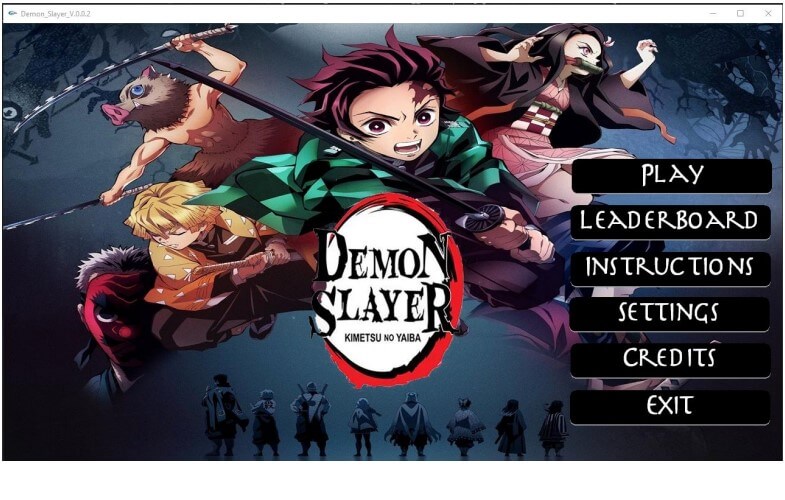 Demon_Slayer_V.0.0.2
DEMON
SLAYER
KIMETSU NO YAIBA
PLAY
LEADERBOARD
INSTRUCTIONS
SETTINGS
CREDITS
EXIT